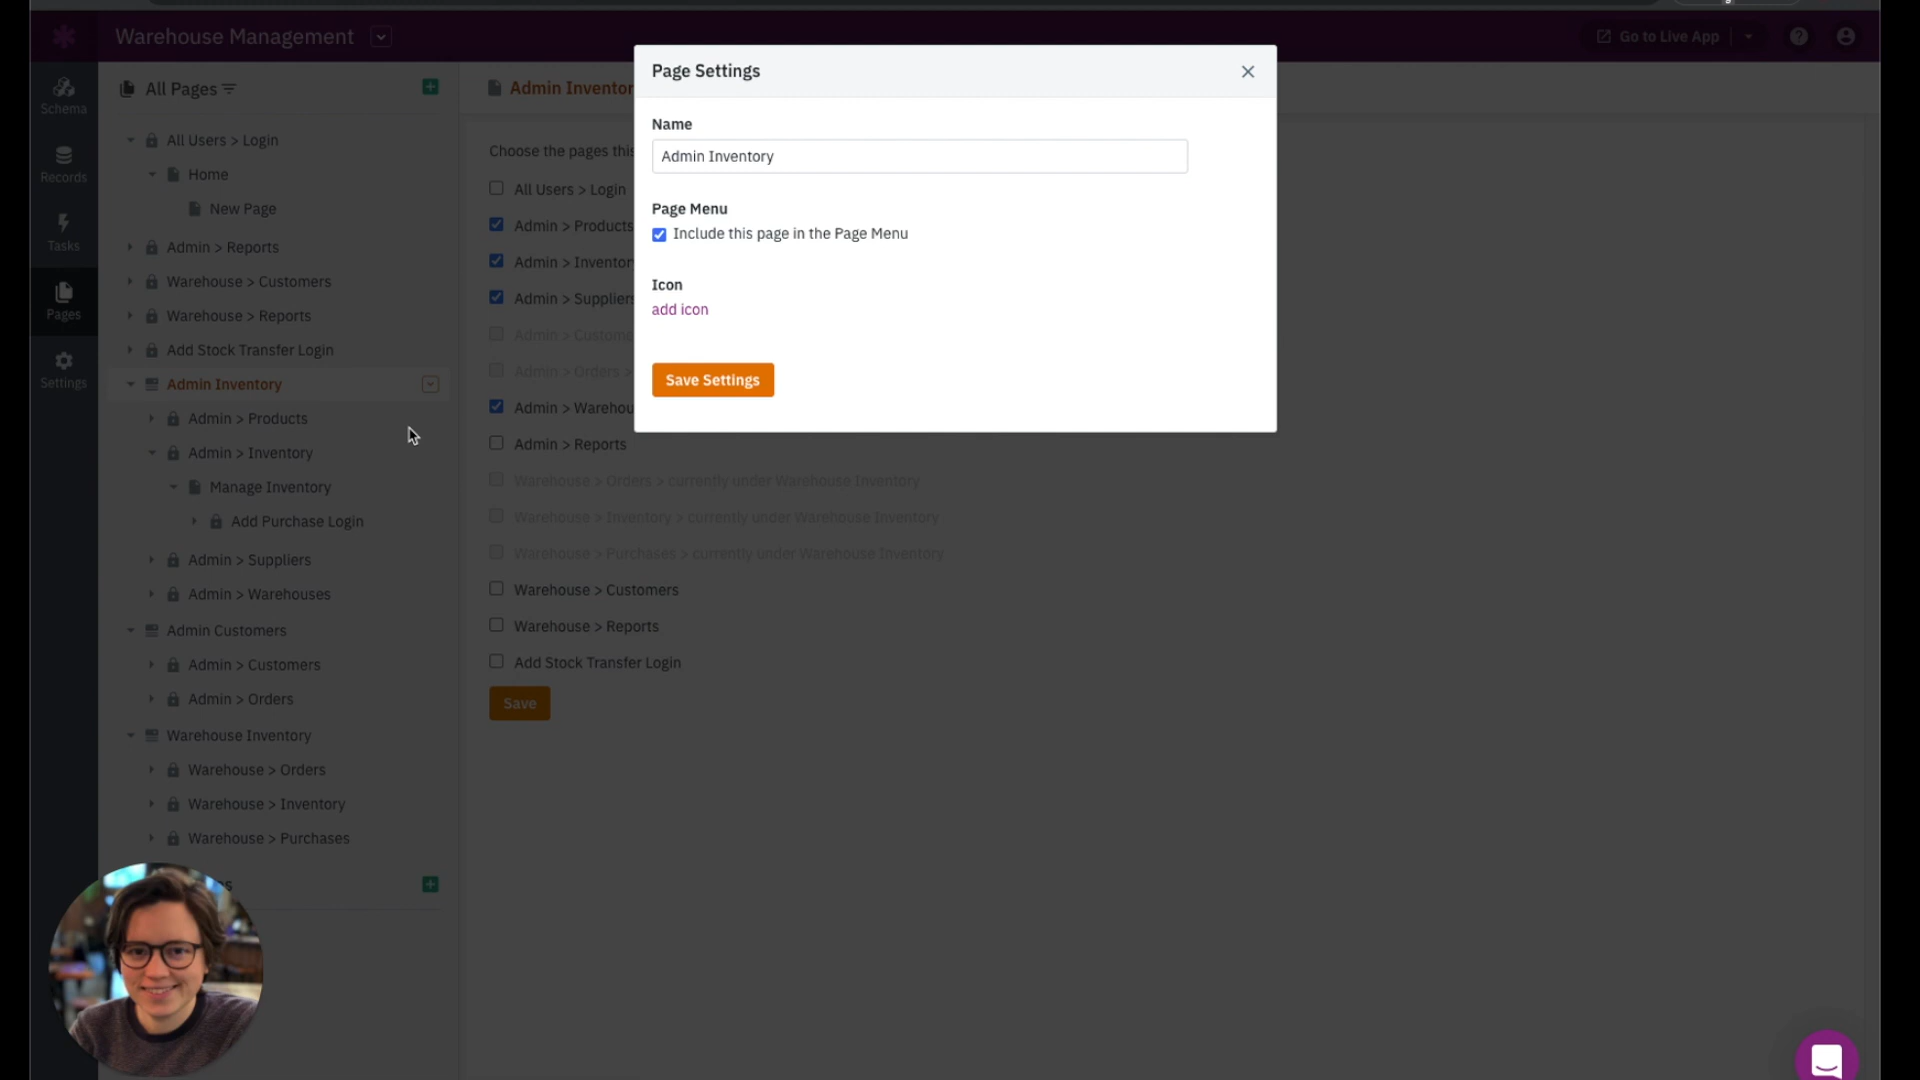 Warehouse Management
Go to Live App
Schema
Records
Tasks
Pages
Settings
All Pages
All Users > Login
Home
New Page
Admin > Reports
Warehouse > Customers
Warehouse > Reports
Add Stock Transfer Login
Admin Inventory
Admin > Products
Admin > Inventory
Manage Inventory
Add Purchase Login
Admin > Suppliers
Admin > Warehouses
Admin Customers
Admin > Customers
Admin > Orders
Warehouse Inventory
Warehouse > Orders
Warehouse > Inventory
Warehouse > Purchases
Admin Inventor
Choose the pages this
All Users > Login
Admin > Products
Admin > Inventor
Admin > Suppliers
Admin > Custome
Admin > Orders >
Admin > Warehou
Admin > Reports
Warehouse > Orders > currently under Warehouse Inventory
Warehouse > Inventory > currently under Warehouse Inventory
Warehouse > Purchases > currently under Warehouse Inventory
Warehouse > Customers
Warehouse > Reports
Add Stock Transfer Login
Save
Page Settings
Name
Admin Inventory
Page Menu
Include this page in the Page Menu
Icon
add icon
Save Settings